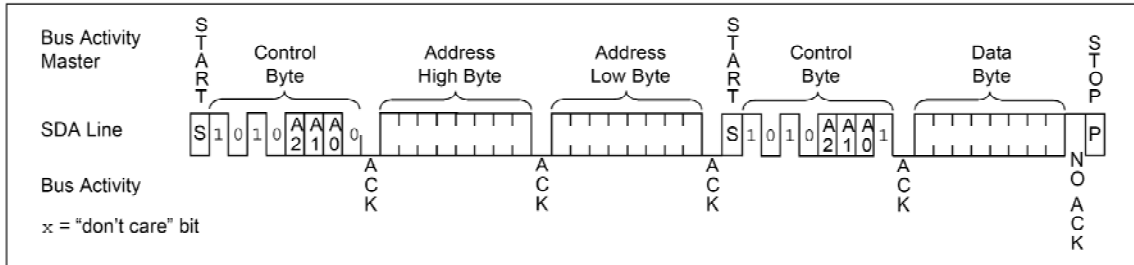 Bus Activity
Master
START
Control
Byte
Address
High Byte
Address
Low Byte
START
Control
Byte
Data
Byte
STOP
SDA Line
S 1 0 1 0 A2 A1 A0 0
S 1 0 1 0 A2 A1 A0 1
P
Bus Activity
ACK
ACK
ACK
ACK
NO ACK
x = “don’t care” bit